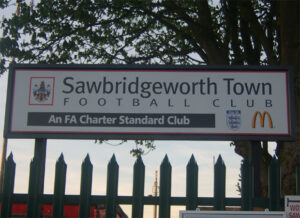 Sawbridgeworth Town
FOOTBALL CLUB
An FA Charter Standard Club